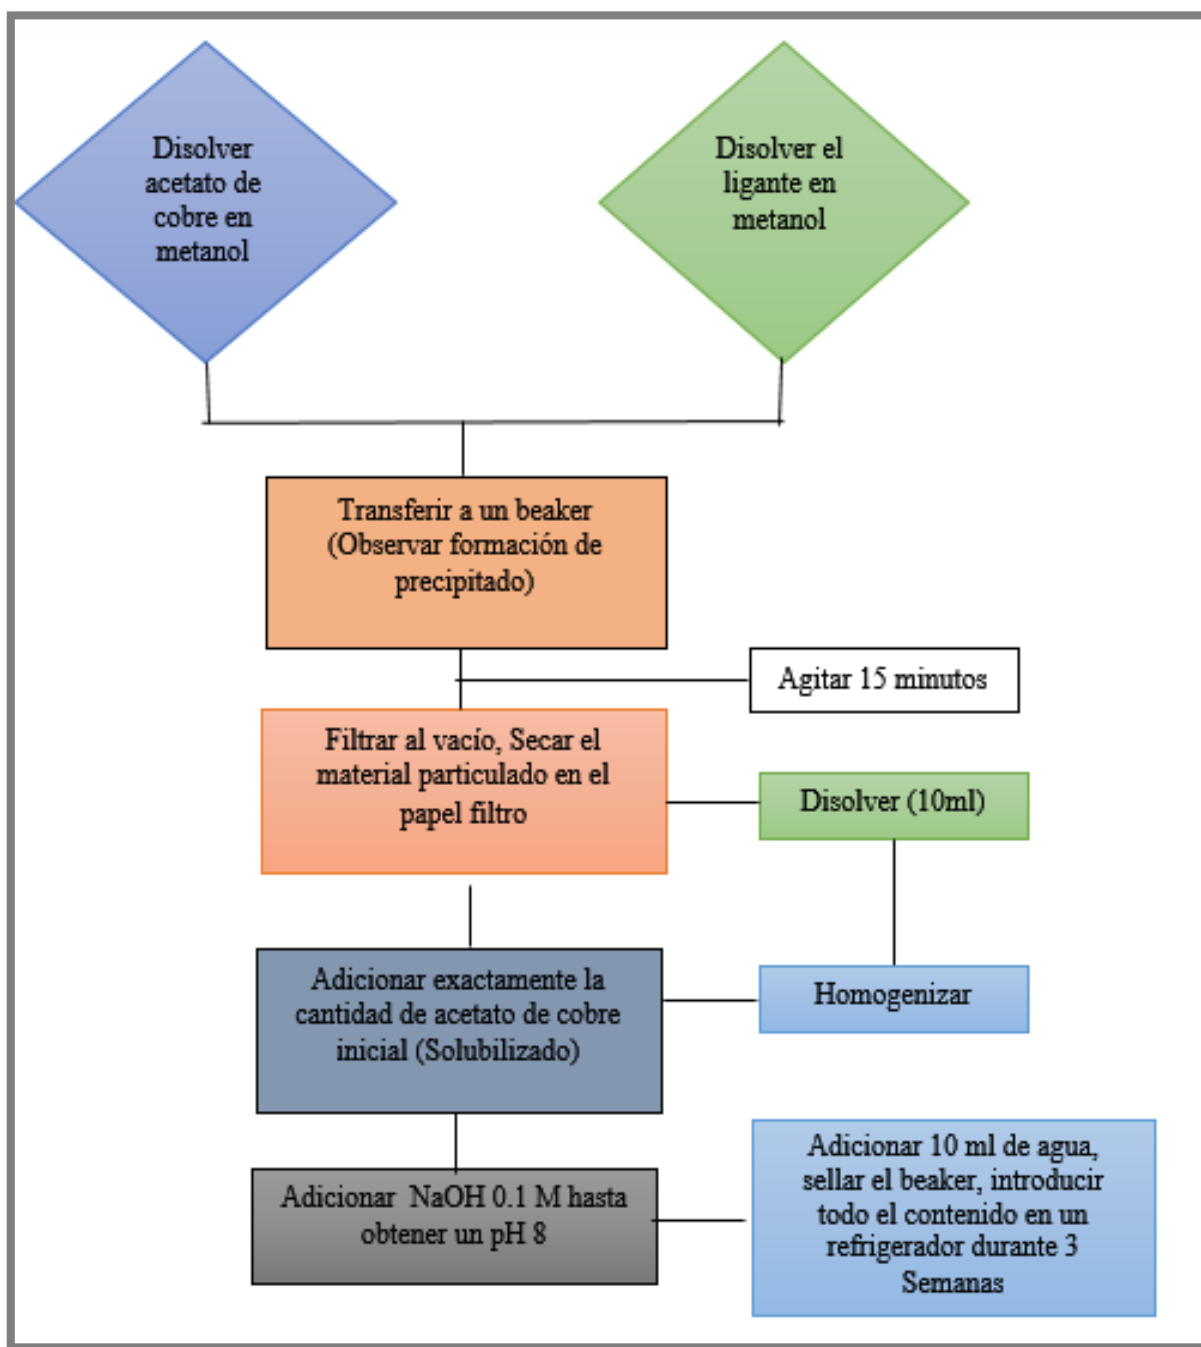 Disolver
acetato de
cobre en
metanol
Disolver el
ligante en
metanol
Transferir a un beaker
(Observar formación de
precipitado)
Agitar 15 minutos
Filtrar al vacío, Secar el
material particulado en el
papel filtro
Disolver (10ml)
Adicionar exactamente la
cantidad de acetato de cobre
inicial (Solubilizado)
Homogenizar
Adicionar NaOH 0.1 M hasta
obtener un pH 8
Adicionar 10 ml de agua,
sellar el beaker, introducir
todo el contenido en un
refrigerador durante 3
Semanas